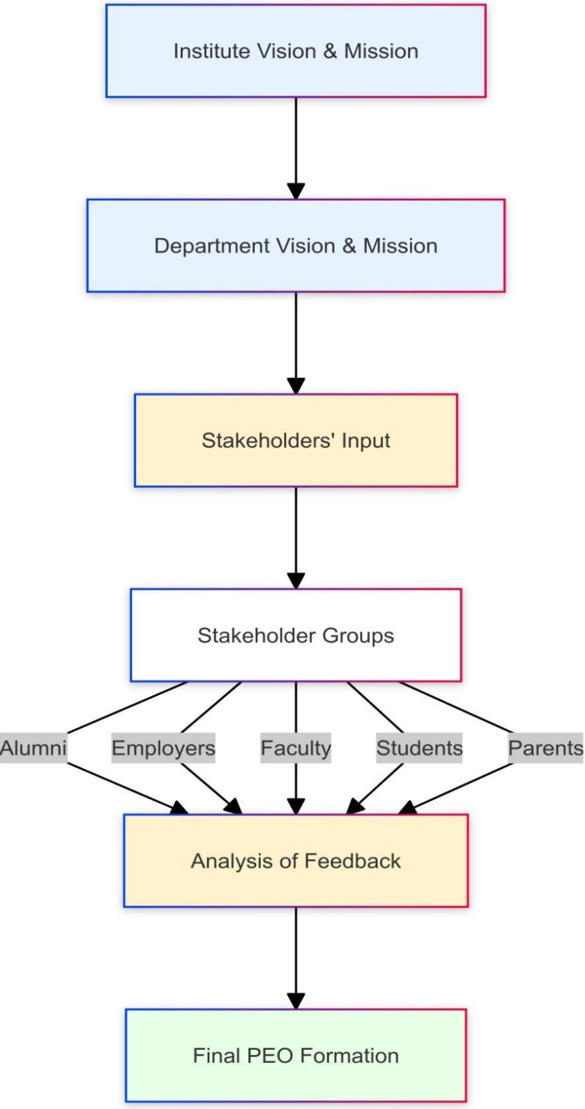 Institute Vision & Mission
Department Vision & Mission
Stakeholders' Input
Stakeholder Groups
Alumni
Employers
Faculty
Students
Parents
Analysis of Feedback
Final PEO Formation